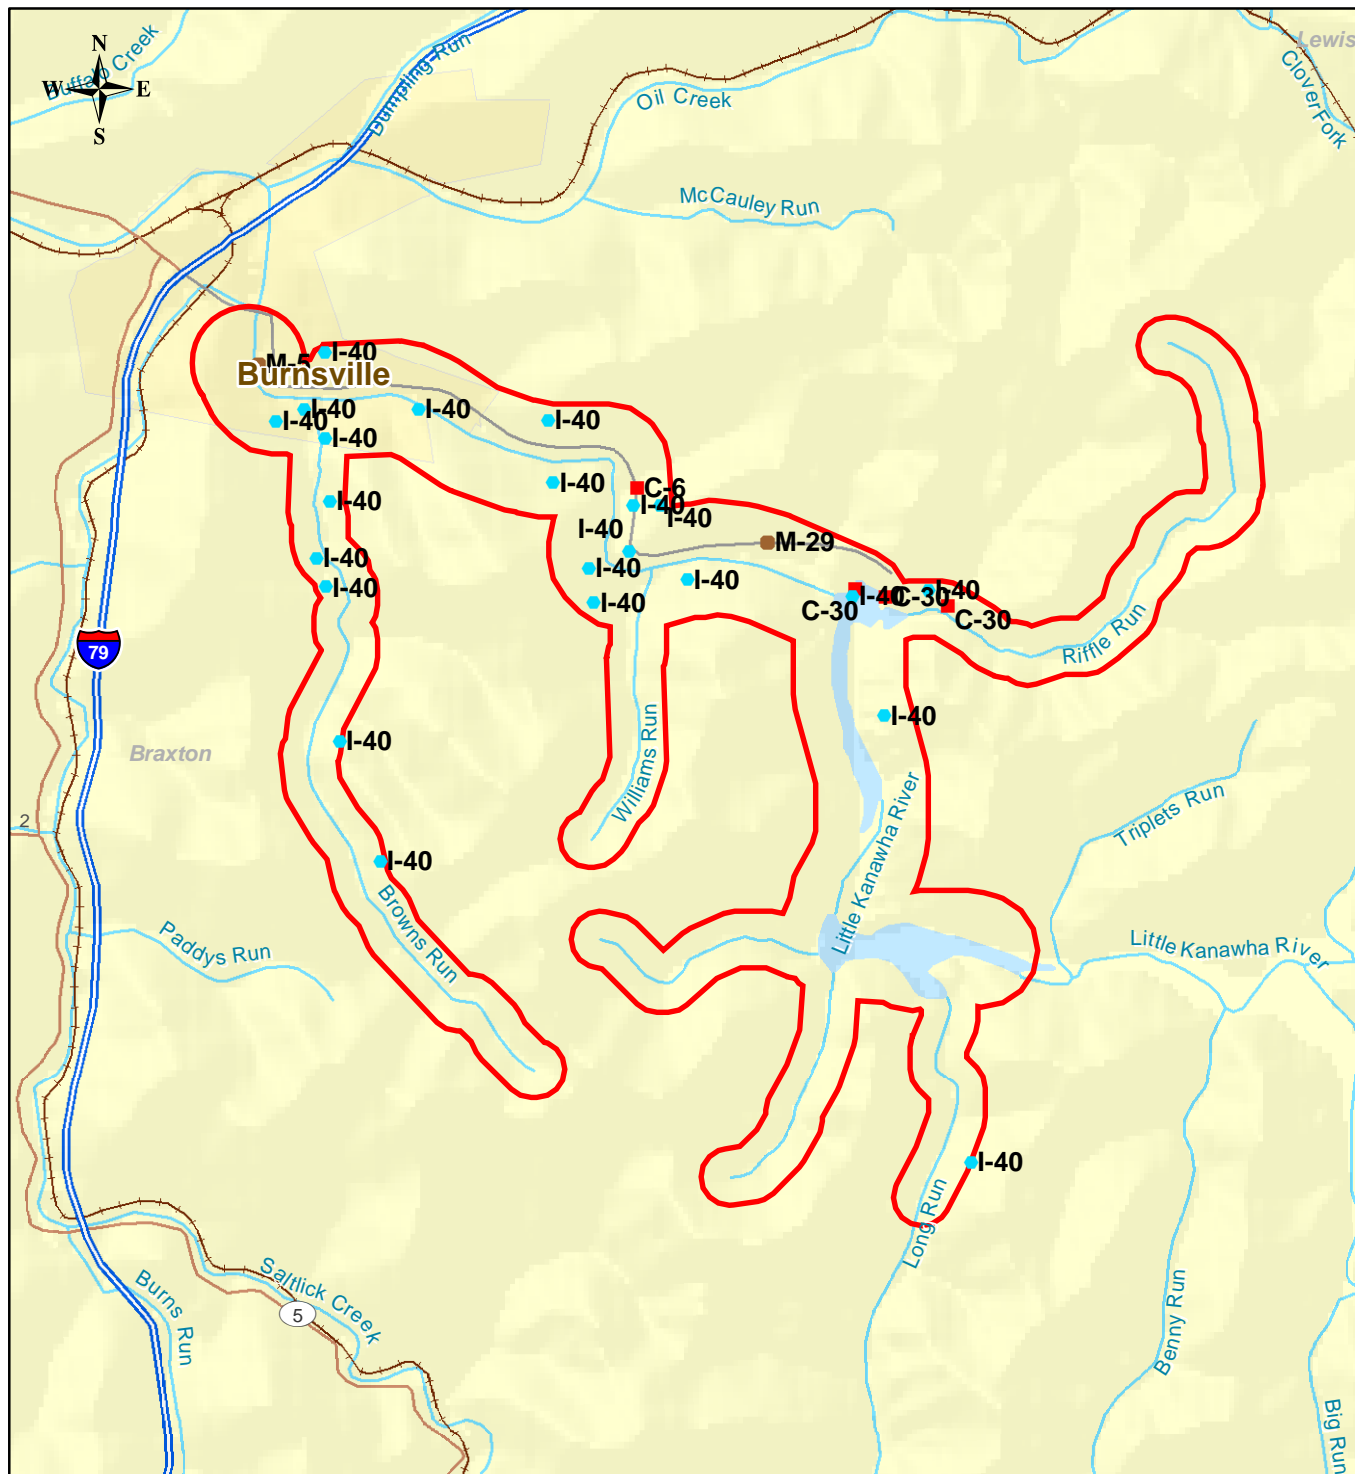 N
Lewis
Buffalo Creek
W
E
S
Dumpling Run
Oil Creek
Clover Fork
McCauley Run
I-40
M-5
Burnsville
I-40
I-40
I-40
I-40
I-40
I-40
C-6
I-40
I-40
I-40
I-40
M-29
I-40
I-40
I-40
I-40
I-40
I-40
C-30
C-30
I-40
C-30
Riffle Run
79
I-40
I-40
Braxton
Williams Run
Little Kanawha River
Triplets Run
2
I-40
Browns Run
Paddys Run
Little Kanawha River
I-40
Long Run
Saltlick Creek
Burns Run
5
Benny Run
Big Run